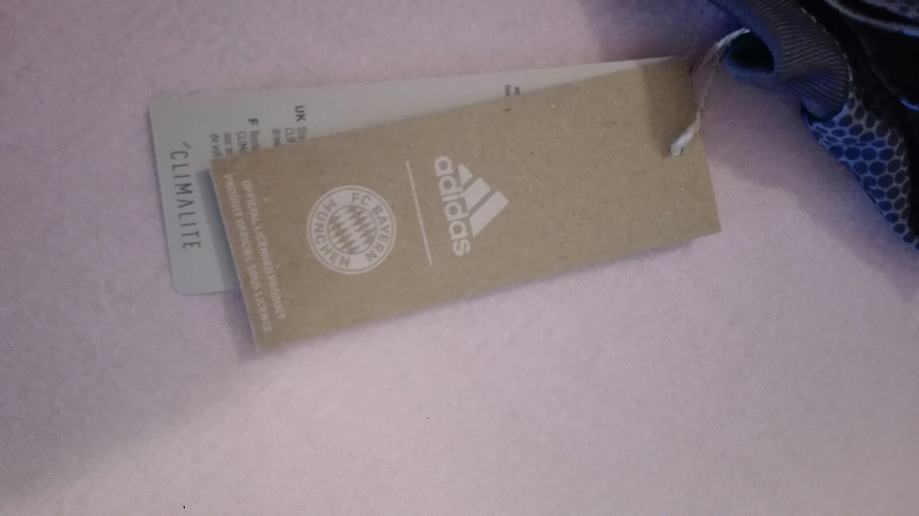 adidas
FC BAYERN
MÜNCHEN
OFFICIAL LICENSED PRODUCT
PRODUIT OFFICIEL SOUS LICENCE
UK
F
CLIMALITE